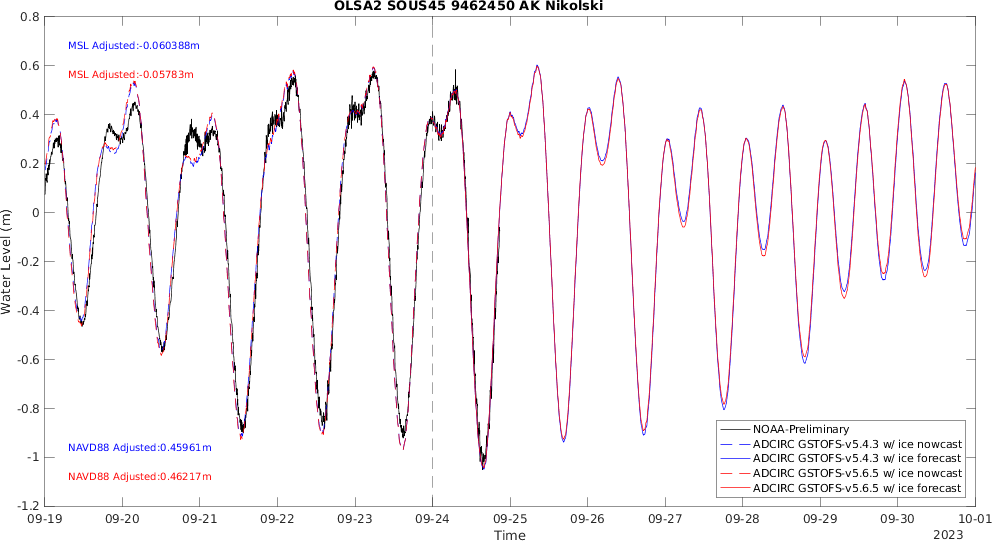 OLSA2 SOUS45 9462450 AK Nikolski
MSL Adjusted:-0.060388m
MSL Adjusted:-0.05783m
NAVD88 Adjusted:0.45961m
NAVD88 Adjusted:0.46217m
Water Level (m)
0.8
0.6
0.4
0.2
0
-0.2
-0.4
-0.6
-0.8
-1
-1.2
NOAA-Preliminary
ADCIRC GSTOFS-v5.4.3 w/ ice nowcast
ADCIRC GSTOFS-v5.4.3 w/ ice forecast
ADCIRC GSTOFS-v5.6.5 w/ ice nowcast
ADCIRC GSTOFS-v5.6.5 w/ ice forecast
09-19 09-20 09-21 09-22 09-23 09-24 09-25 09-26 09-27 09-28 09-29 09-30 10-01
Time
2023